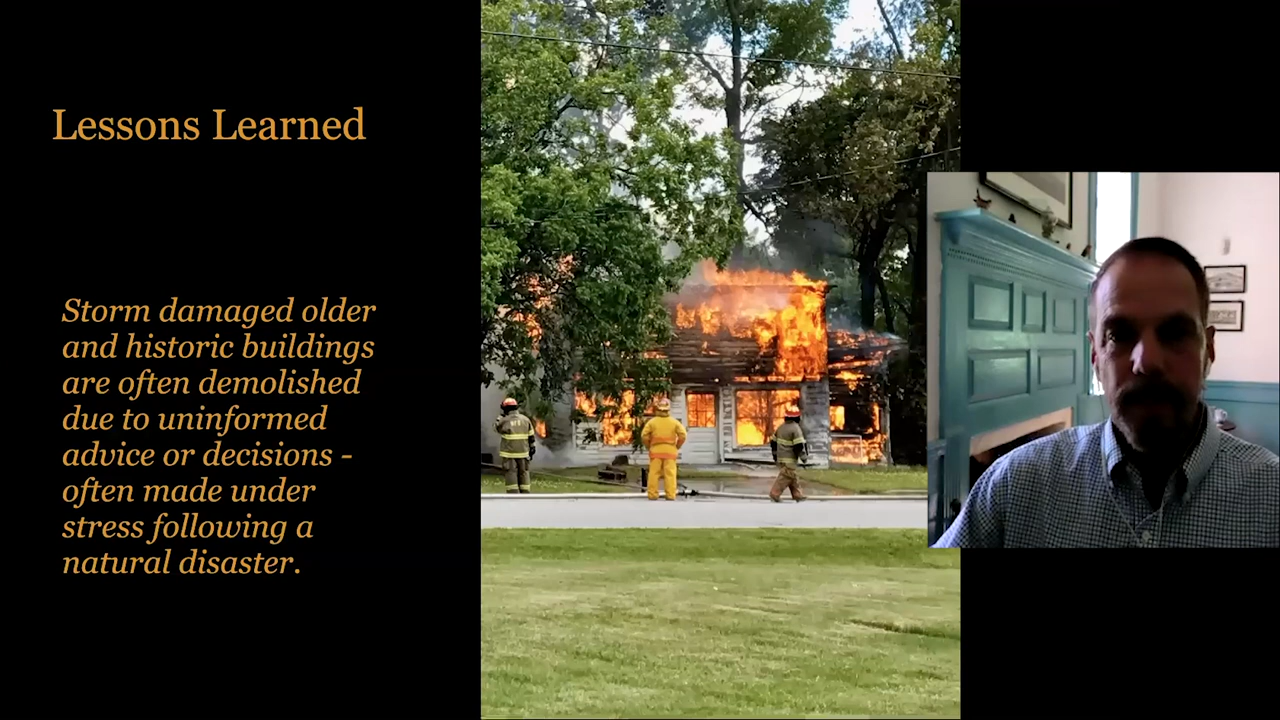 Lessons Learned
Storm damaged older
and historic buildings
are often demolished
due to uninformed
advice or decisions -
often made under
stress following a
natural disaster.